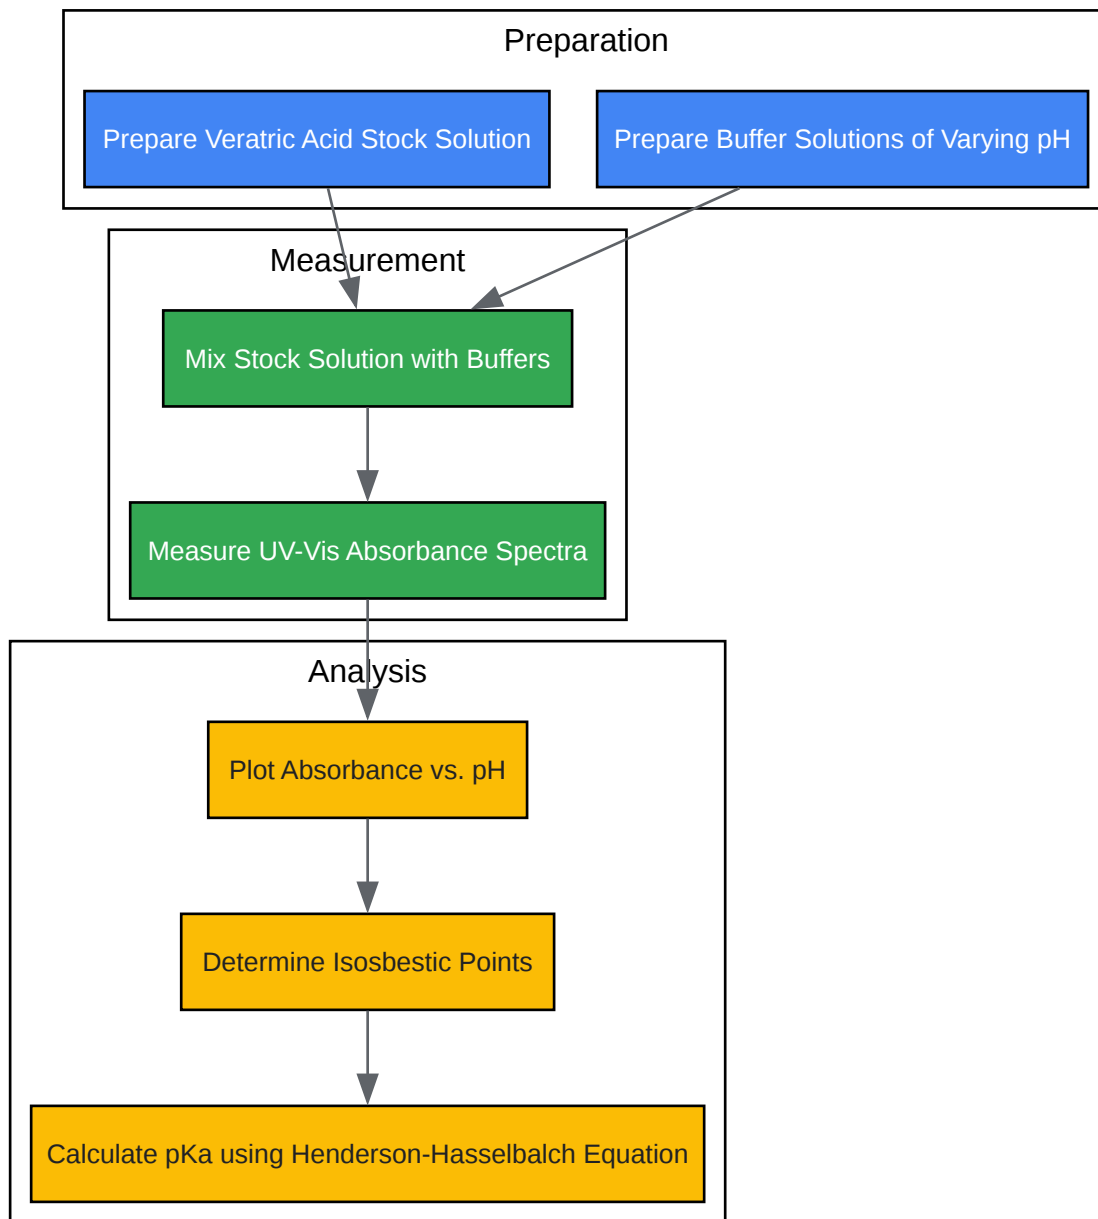 Preparation
Prepare Veratric Acid Stock Solution
Prepare Buffer Solutions of Varying pH
Measurement
Mix Stock Solution with Buffers
Measure UV-Vis Absorbance Spectra
Analysis
Plot Absorbance vs. pH
Determine Isosbestic Points
Calculate pKa using Henderson-Hasselbalch Equation